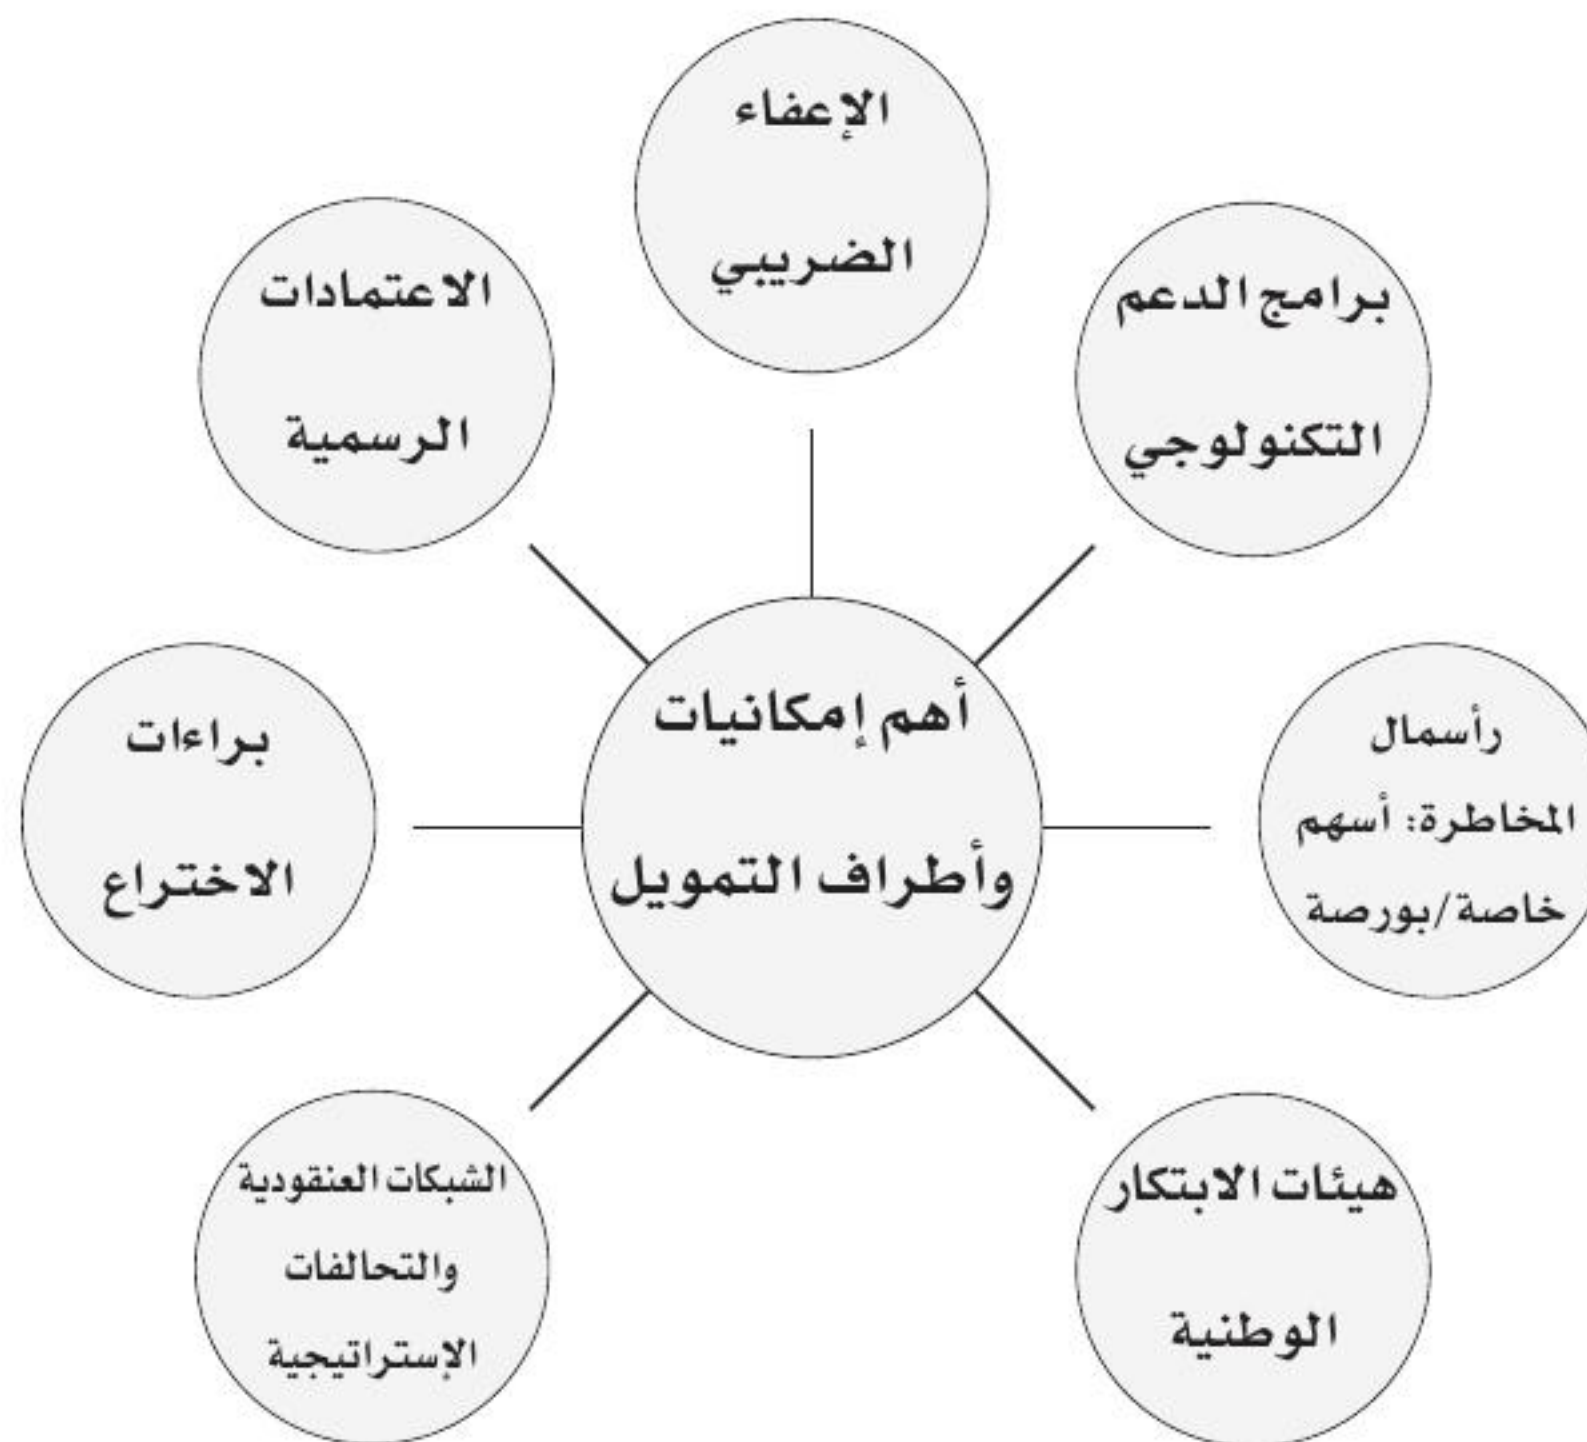 الإعفاء
الضريبي
برامج الدعم
التكنولوجي
رأسمال
المخاطرة: أسهم
خاصة/بورصة
هيئات الابتكار
الوطنية
الشبكات العنقودية
والتحالفات
الإستراتيجية
براءات
الاختراع
الاعتمادات
الرسمية
أهم إمكانيات
وأطراف التمويل